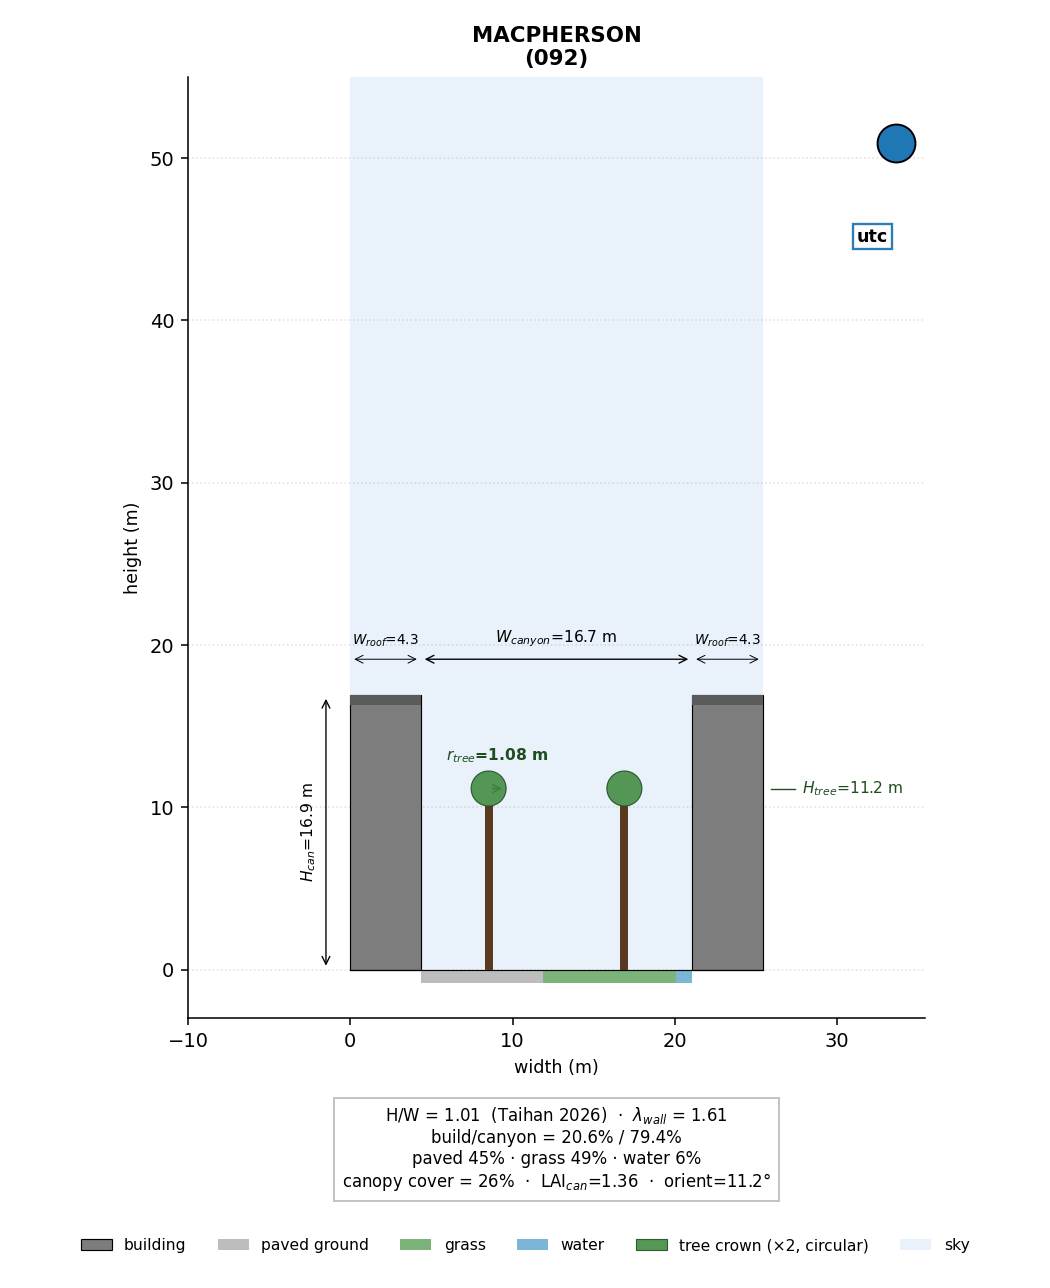 MACPHERSON
(092)
50
40
30
20
10
0
height (m)
utc
W_roof=4.3
W_canyon=16.7 m
W_roof=4.3
r_tree=1.08 m
H_tree=11.2 m
H_can=16.9 m
−10 0 10 20 30
width (m)
H/W = 1.01 (Taihan 2026) · λ_wall = 1.61
build/canyon = 20.6% / 79.4%
paved 45% · grass 49% · water 6%
canopy cover = 26% · LAI_can=1.36 · orient=11.2°
building paved ground grass water tree crown (×2, circular) sky